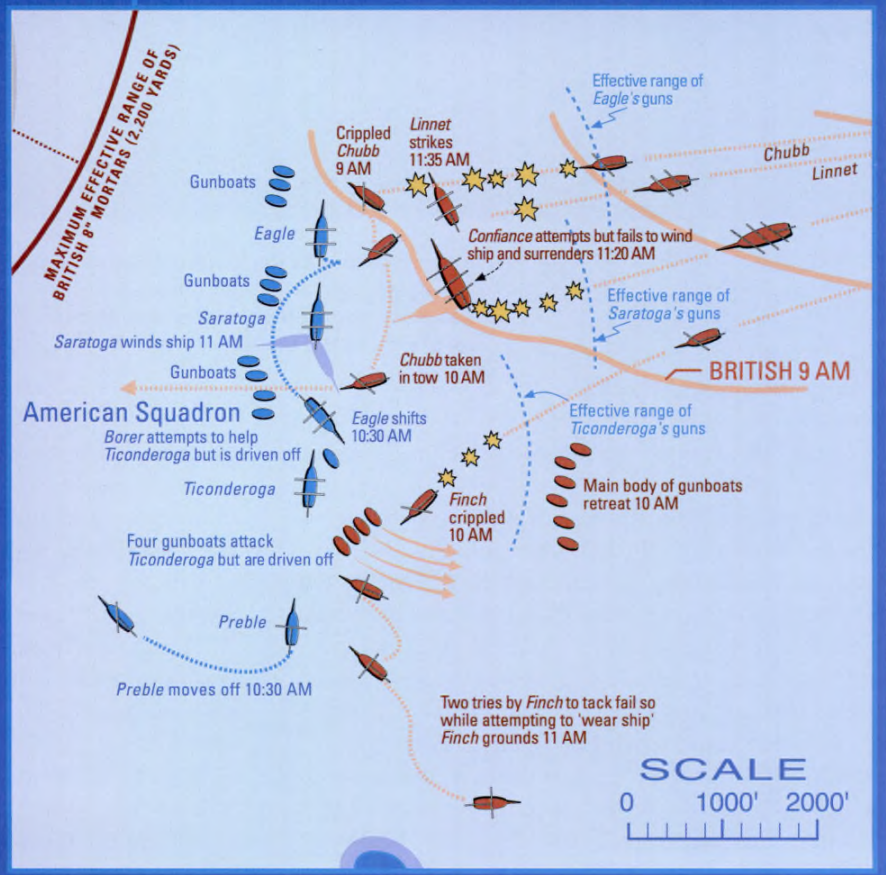 MAXIMUM EFFECTIVE RANGE OF
BRITISH 8" MORTARS (2,200 YARDS)
Effective range of
Eagle's guns
Crippled
Chubb
9 AM
Linnet
strikes
11:35 AM
Chubb
Linnet
Gunboats
Eagle
Confiance attempts but fails to wind
ship and surrenders 11:20 AM
Gunboats
Saratoga
Effective range of
Saratoga's guns
Saratoga winds ship 11 AM
Gunboats
Chubb taken
in tow 10 AM
BRITISH 9 AM
American Squadron
Eagle shifts
10:30 AM
Effective range of
Ticonderoga's guns
Borer attempts to help
Ticonderoga but is driven off
Ticonderoga
Finch
crippled
10 AM
Main body of gunboats
retreat 10 AM
Four gunboats attack
Ticonderoga but are driven off
Preble
Preble moves off 10:30 AM
Two tries by Finch to tack fail so
while attempting to 'wear ship'
Finch grounds 11 AM
SCALE
0 1000' 2000'